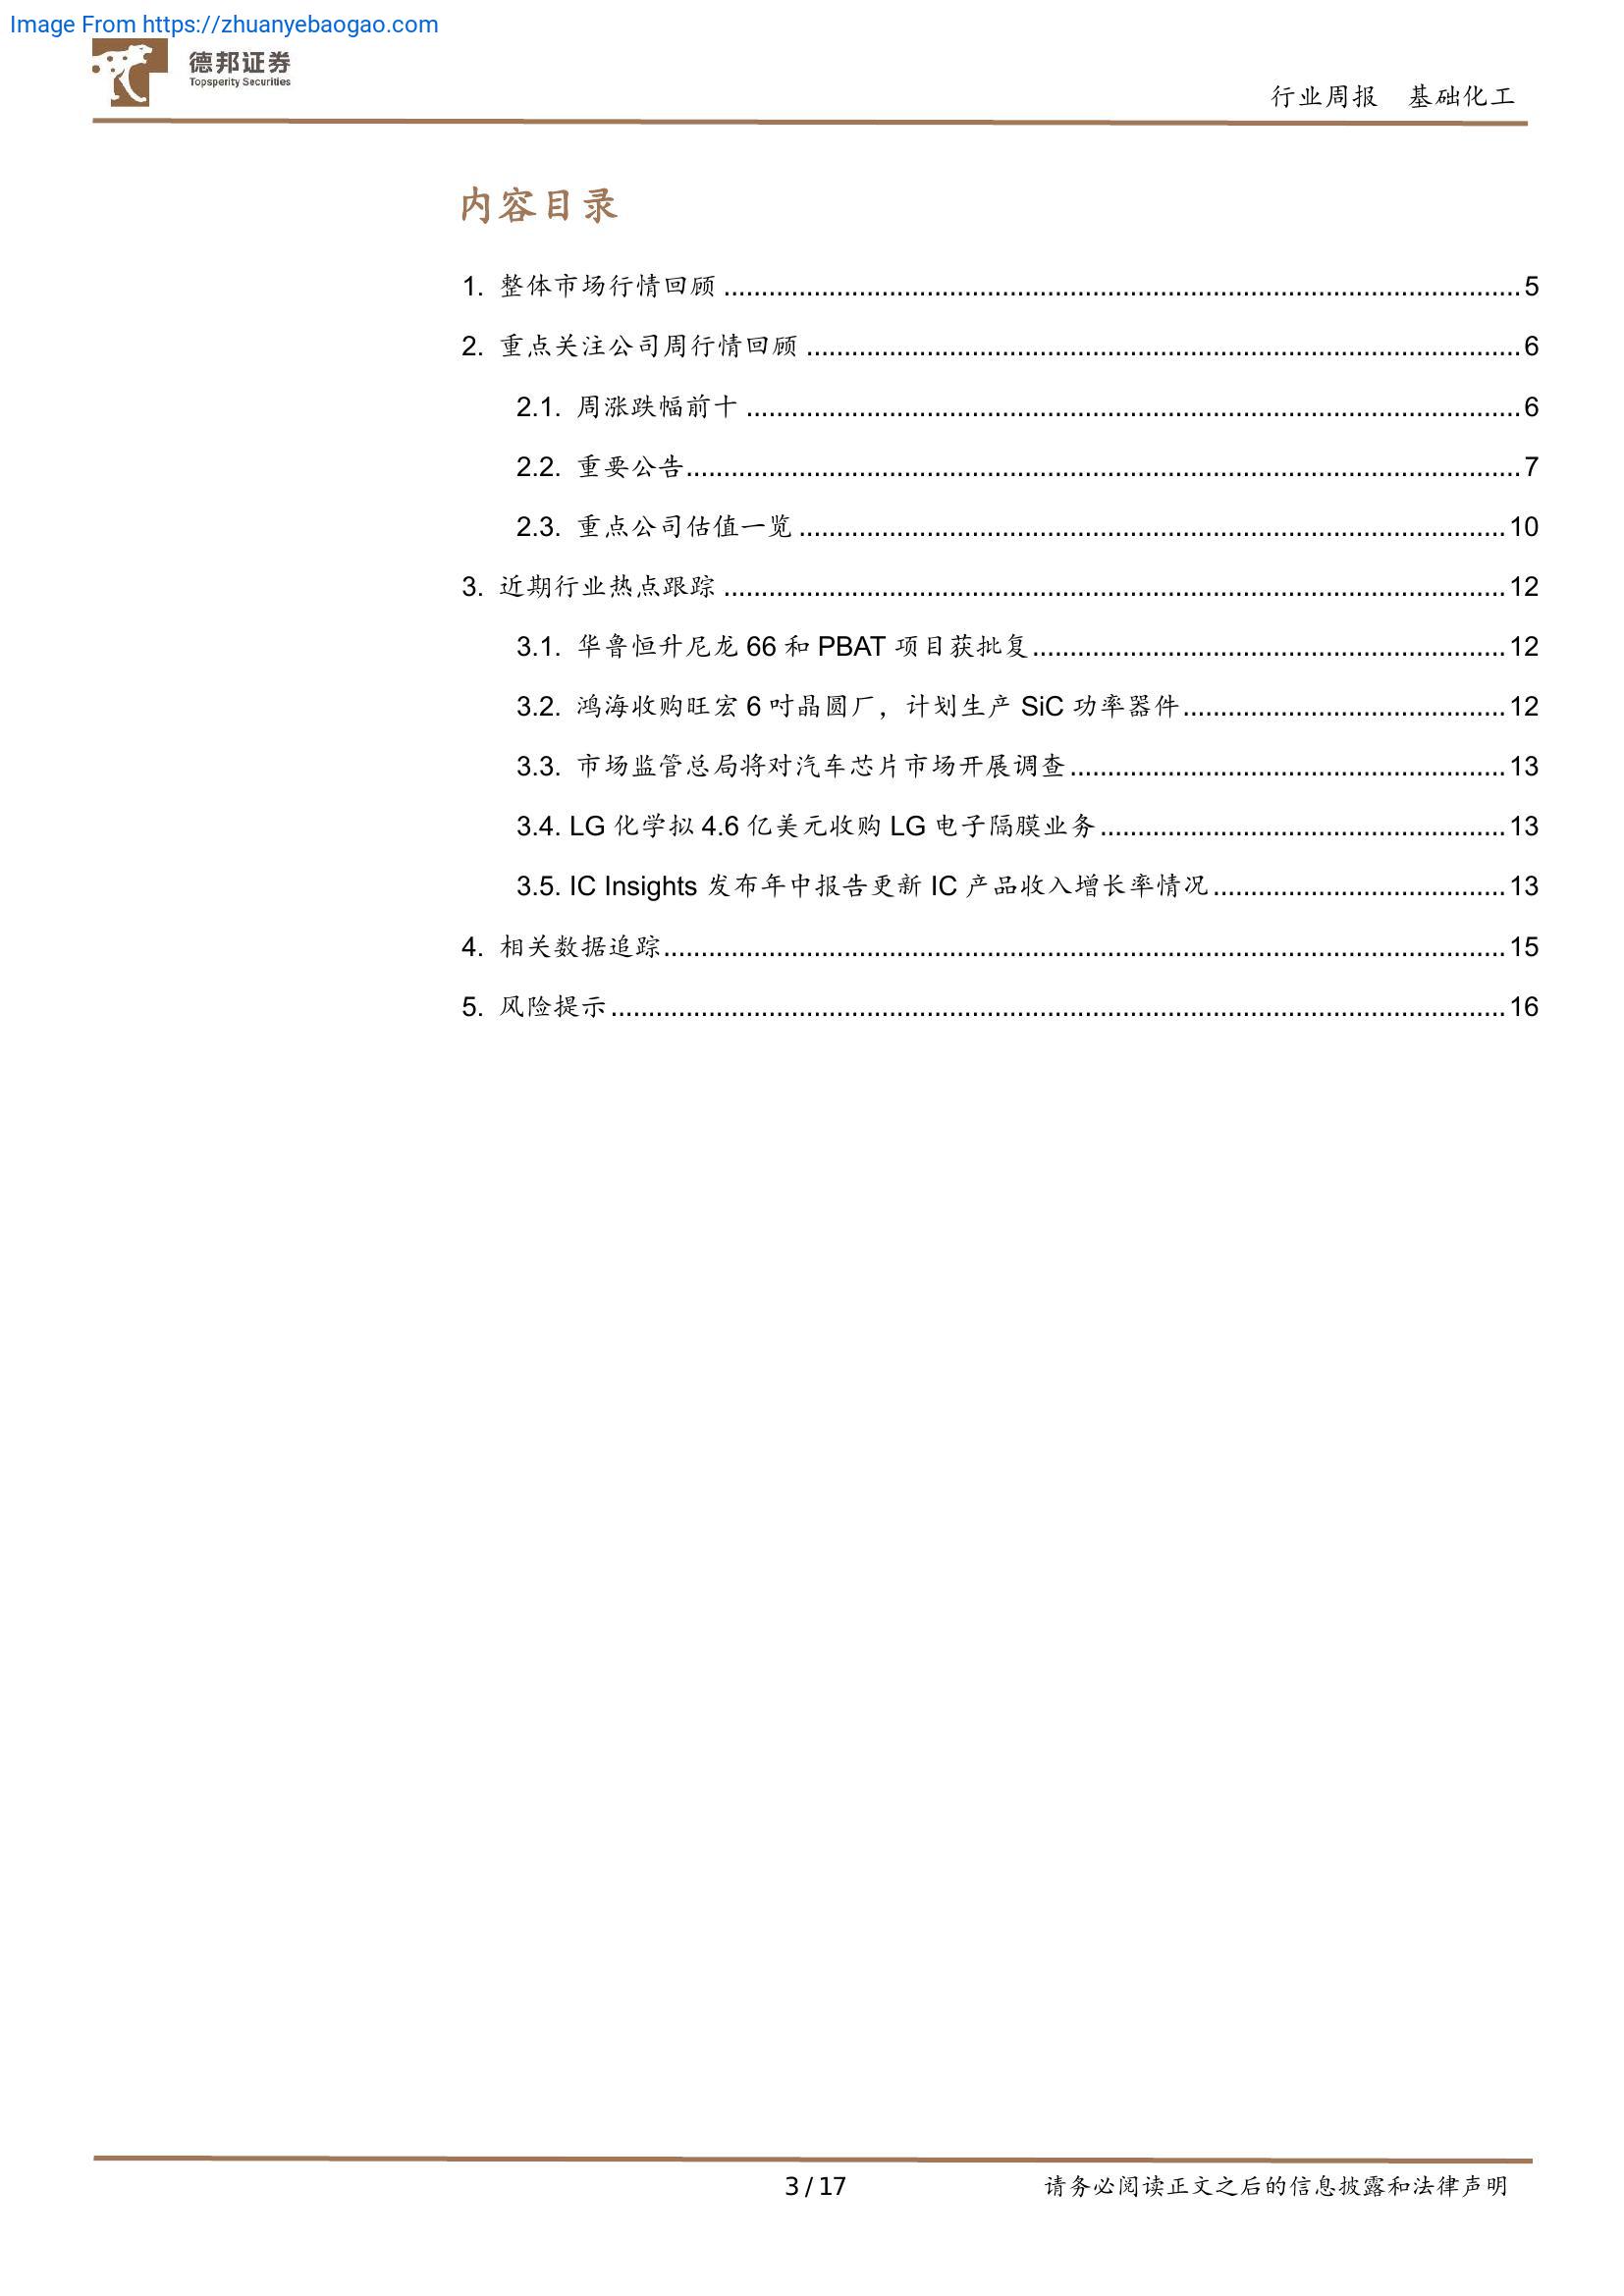 Image From https://zhuanyebaogao.com
德邦证券
Topsperity Securities
行业周报 基础化工
内容目录
1. 整体市场行情回顾 ........................................ 5
2. 重点关注公司周行情回顾 ........................................ 6
2.1. 周涨跌幅前十 ........................................ 6
2.2. 重要公告 ........................................ 7
2.3. 重点公司估值一览 ........................................ 10
3. 近期行业热点跟踪 ........................................ 12
3.1. 华鲁恒升尼龙 66 和 PBAT 项目获批复 ........................................ 12
3.2. 鸿海收购旺宏 6 吋晶圆厂，计划生产 SiC 功率器件 ........................................ 12
3.3. 市场监管总局将对汽车芯片市场开展调查 ........................................ 13
3.4. LG 化学拟 4.6 亿美元收购 LG 电子隔膜业务 ........................................ 13
3.5. IC Insights 发布年中报告更新 IC 产品收入增长率情况 ........................................ 13
4. 相关数据追踪 ........................................ 15
5. 风险提示 ........................................ 16
3 / 17 请务必阅读正文之后的信息披露和法律声明